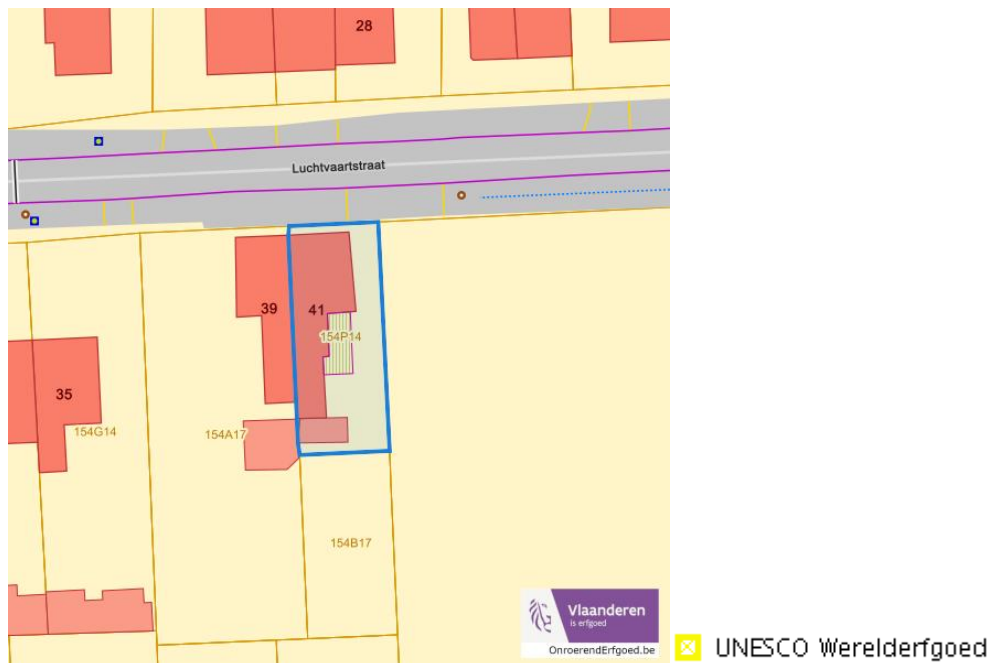 28
Luchtvaartstraat
39
41
154P14
35
154G14
154A17
154B17
Vlaanderen
is erfgoed
OnroerendErfgoed.be
UNESCO Werelderfgoed